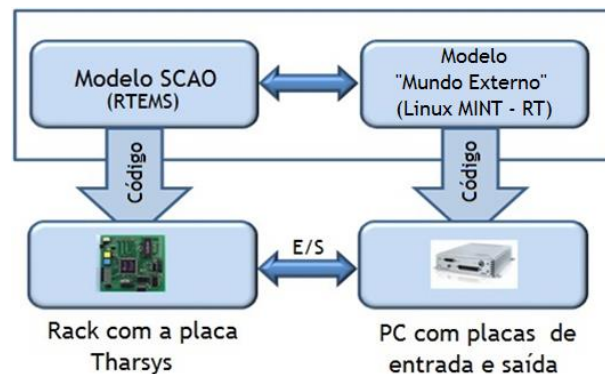 Modelo SCAO
(RTEMS)
Modelo
"Mundo Externo"
(Linux MINT - RT)
Código
Código
E/S
Rack com a placa
Tharsys
PC com placas de
entrada e saída